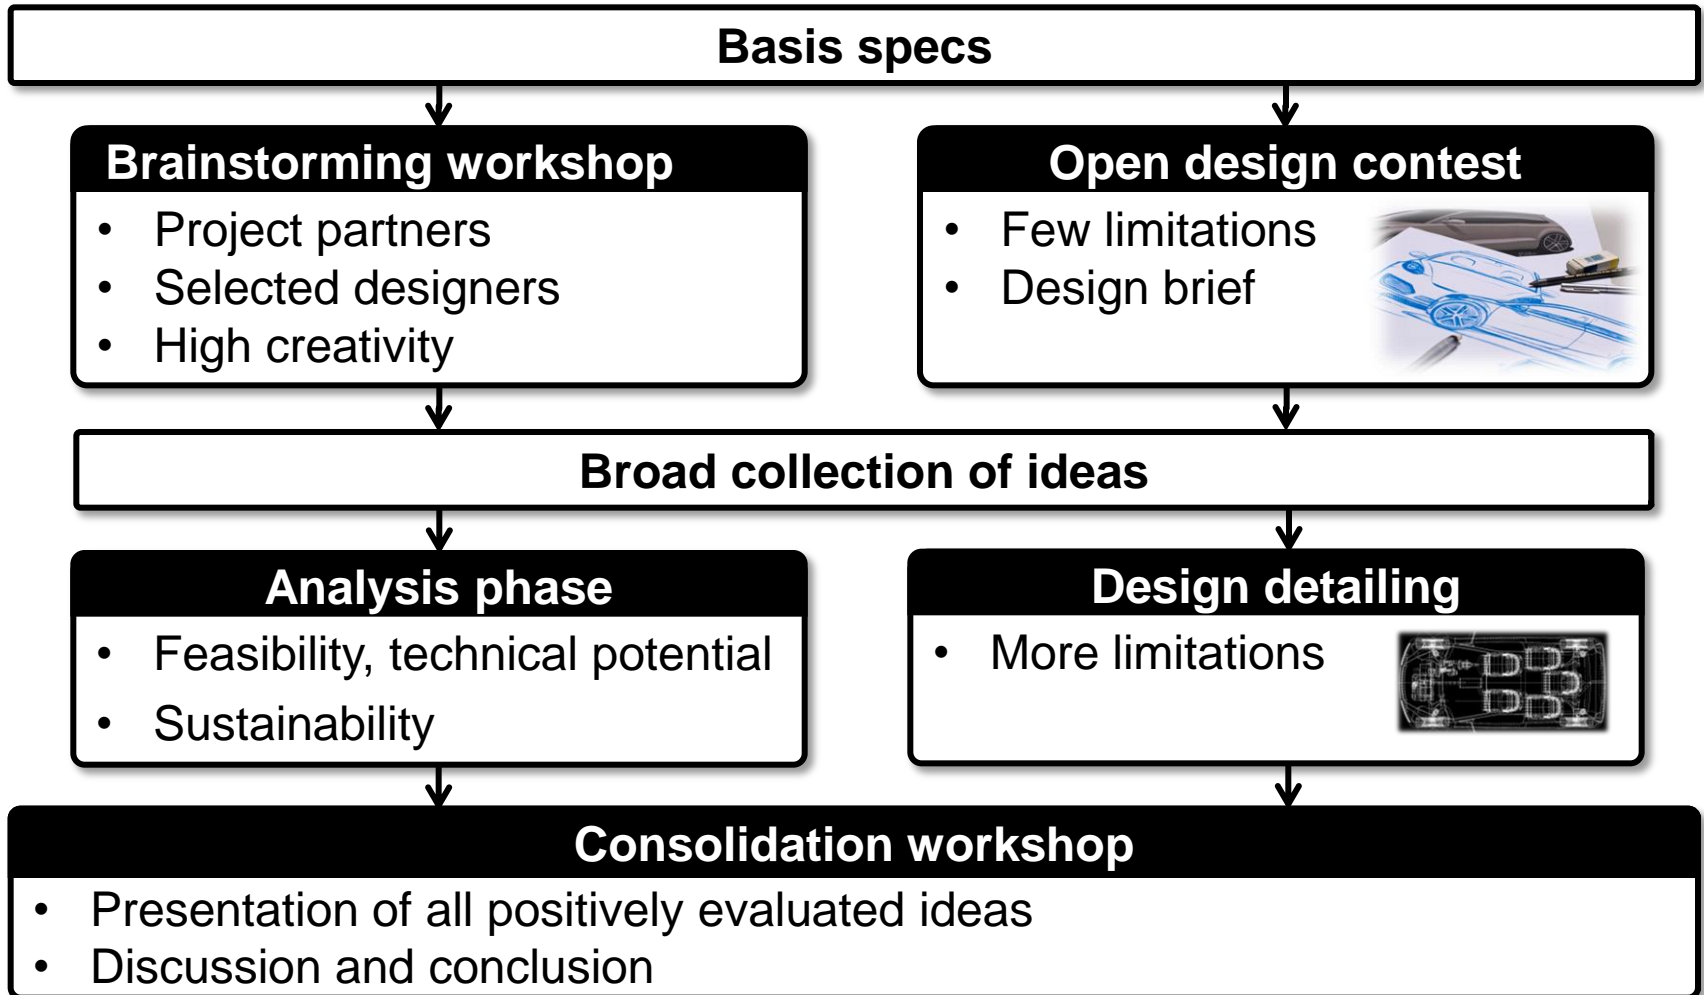 Basis specs
Brainstorming workshop
• Project partners
• Selected designers
• High creativity
Open design contest
• Few limitations
• Design brief
Broad collection of ideas
Analysis phase
• Feasibility, technical potential
• Sustainability
Design detailing
• More limitations
Consolidation workshop
• Presentation of all positively evaluated ideas
• Discussion and conclusion